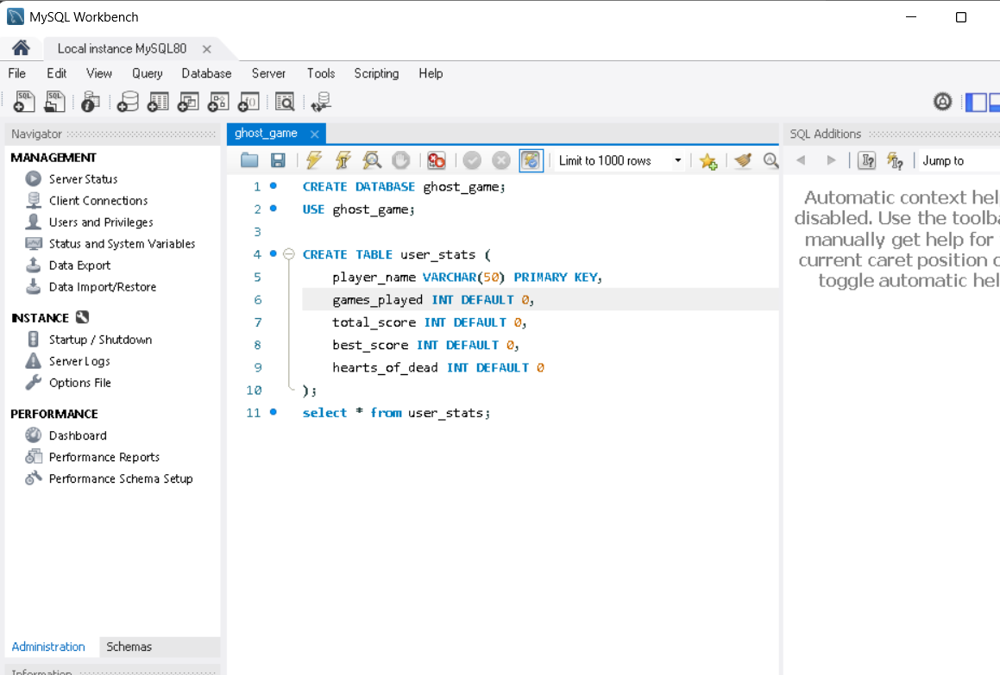 MySQL Workbench
Local instance MySQL80
File Edit View Query Database Server Tools Scripting Help
SQL SQL
Navigator
MANAGEMENT
Server Status
Client Connections
Users and Privileges
Status and System Variables
Data Export
Data Import/Restore
INSTANCE
Startup / Shutdown
Server Logs
Options File
PERFORMANCE
Dashboard
Performance Reports
Performance Schema Setup
Administration Schemas
Information
ghost_game
Limit to 1000 rows
1 CREATE DATABASE ghost_game;
2 USE ghost_game;
3
4 CREATE TABLE user_stats (
5 player_name VARCHAR(50) PRIMARY KEY,
6 games_played INT DEFAULT 0,
7 total_score INT DEFAULT 0,
8 best_score INT DEFAULT 0,
9 hearts_of_dead INT DEFAULT 0
10 );
11 select * from user_stats;
SQL Additions
Jump to
Automatic context hel
disabled. Use the toolba
manually get help for
current caret position o
toggle automatic hel